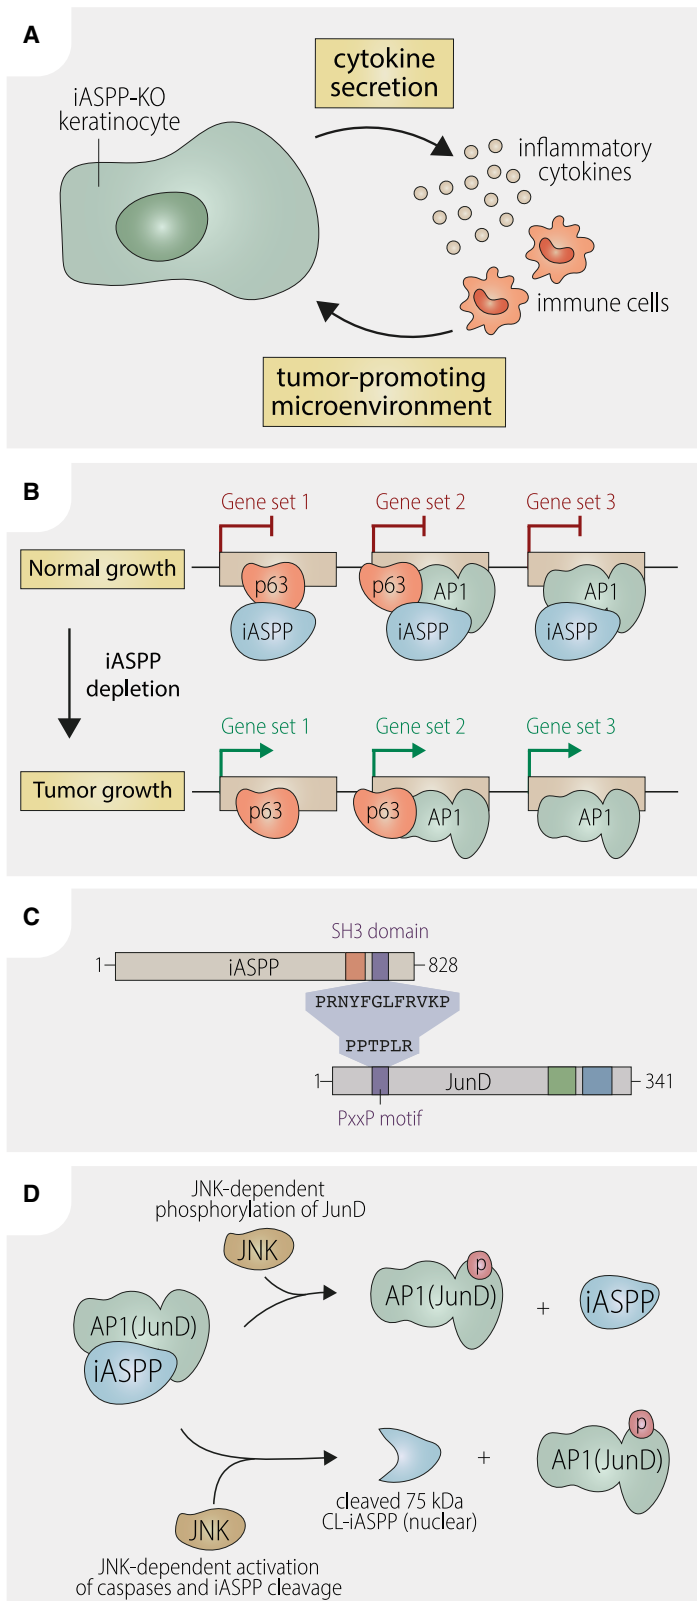 A
cytokine
secretion
iASPP-KO
keratinocyte
inflammatory
cytokines
immune cells
tumor-promoting
microenvironment
B
Gene set 1
Gene set 2
Gene set 3
Normal growth
p63
p63
AP1
AP1
iASPP
iASPP
iASPP
iASPP
depletion
Gene set 1
Gene set 2
Gene set 3
Tumor growth
p63
p63
AP1
AP1
C
SH3 domain
1
iASPP
828
PRNYFGLFRVKP
PPTPLR
1
JunD
341
PxxP motif
D
JNK-dependent
phosphorylation of JunD
JNK
p
AP1(JunD)
+
iASPP
AP1(JunD)
iASPP
p
AP1(JunD)
+
cleaved 75 kDa
CL-iASPP (nuclear)
JNK
JNK-dependent activation
of caspases and iASPP cleavage